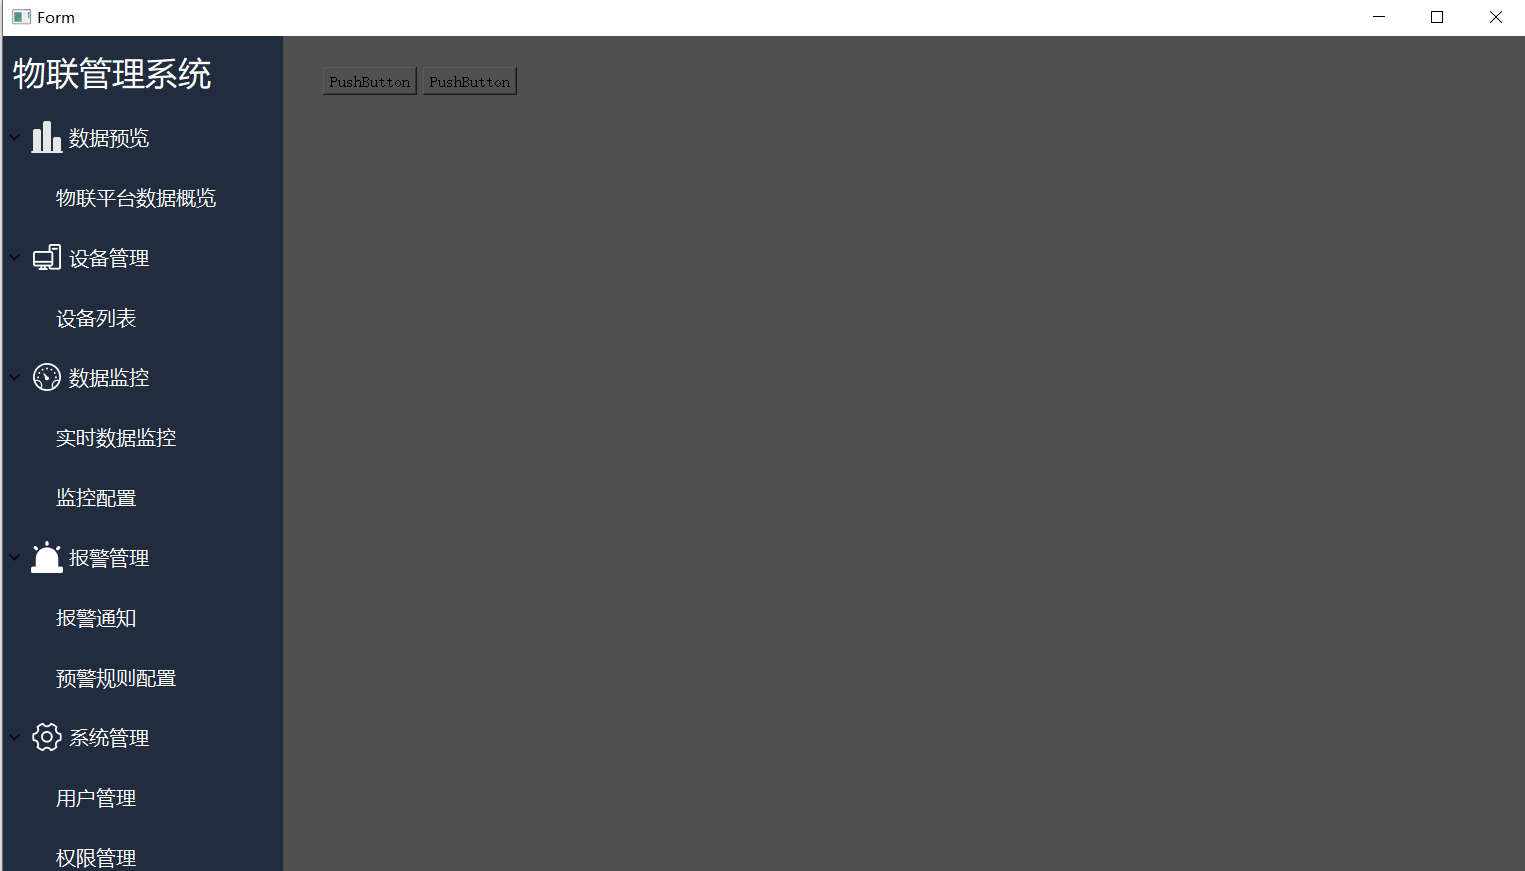 Form
物联管理系统
PushButton PushButton
数据预览
物联平台数据概览
设备管理
设备列表
数据监控
实时数据监控
监控配置
报警管理
报警通知
预警规则配置
系统管理
用户管理
权限管理